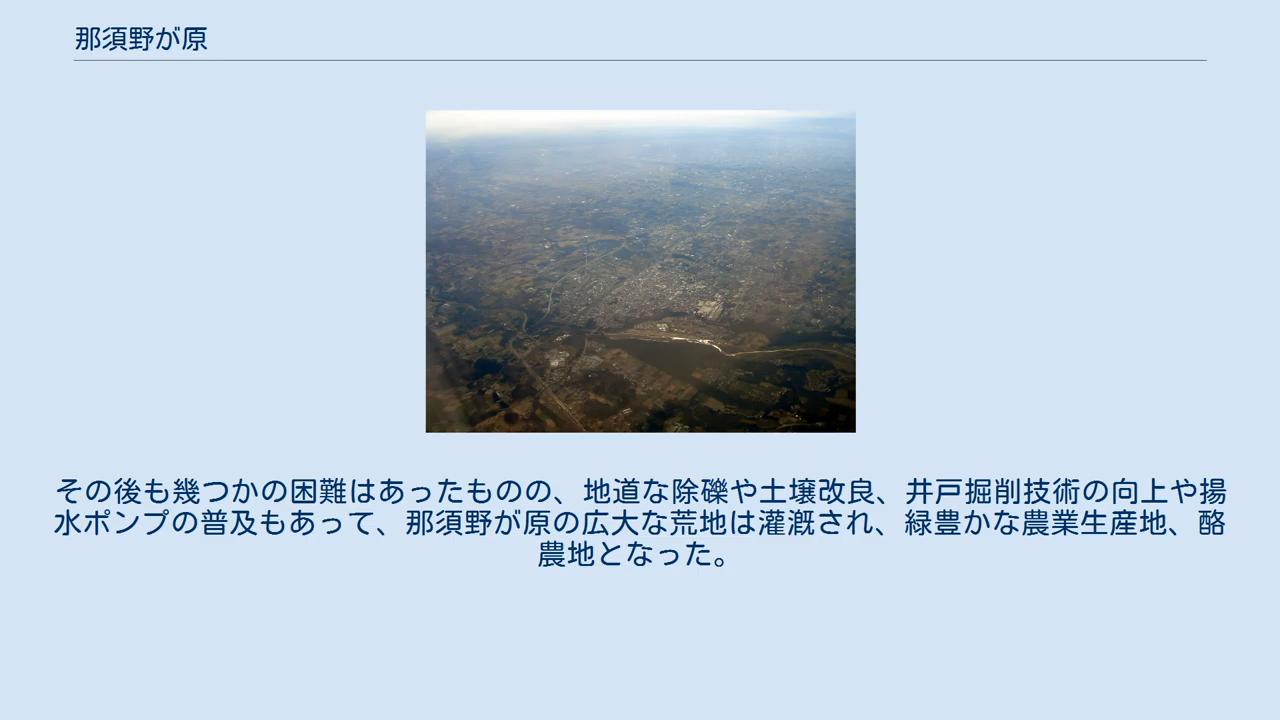 那須野が原
その後も幾つかの困難はあったものの、地道な除礫や土壌改良、井戸掘削技術の向上や揚
水ポンプの普及もあって、那須野が原の広大な荒地は灌漑され、緑豊かな農業生産地、酪
農地となった。